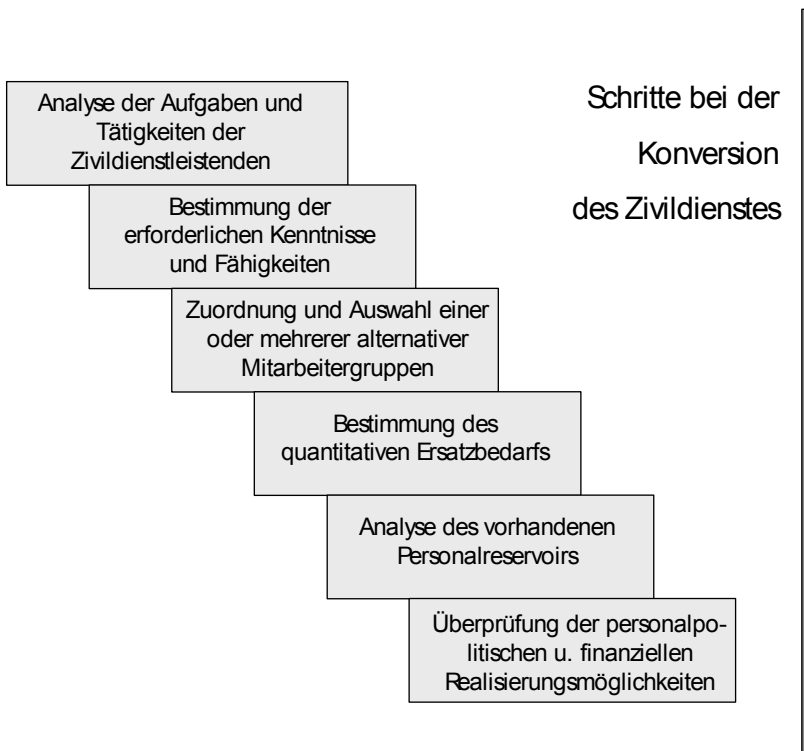 Schritte bei der
Konversion
des Zivildienstes
Analyse der Aufgaben und
Tätigkeiten der
Zivildienstleistenden
Bestimmung der
erforderlichen Kenntnisse
und Fähigkeiten
Zuordnung und Auswahl einer
oder mehrerer alternativer
Mitarbeitergruppen
Bestimmung des
quantitativen Ersatzbedarfs
Analyse des vorhandenen
Personalreservoirs
Überprüfung der personalpo-
litischen u. finanziellen
Realisierungsmöglichkeiten